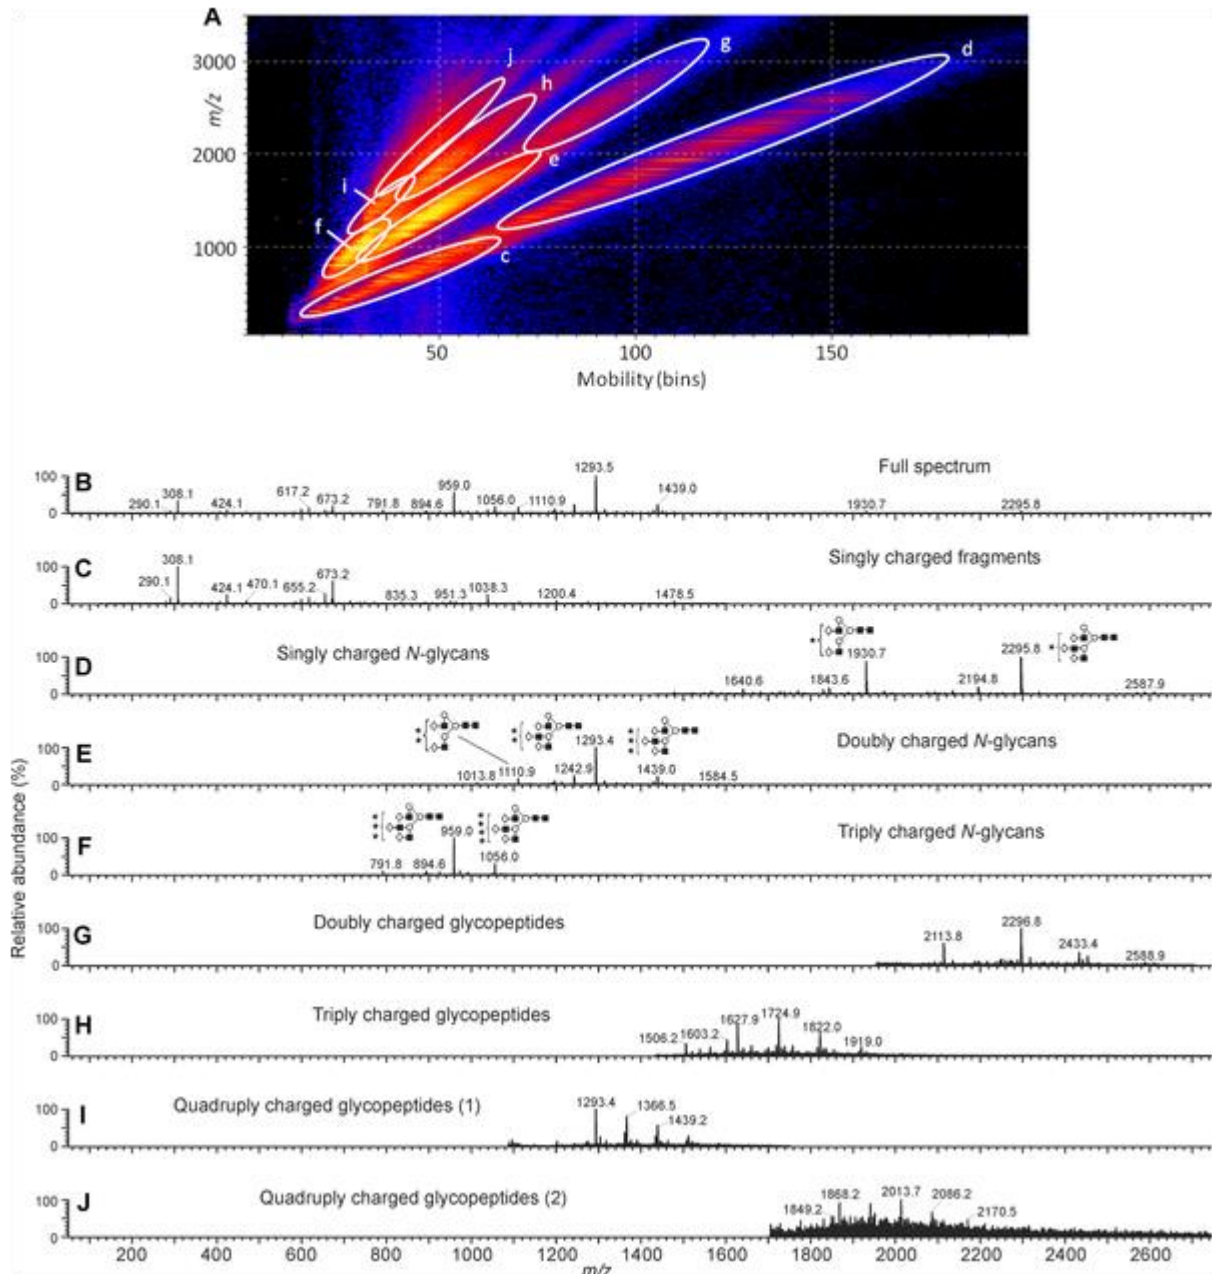 A
j
g
d
3000
h
m/z
2000
e
i
f
1000
c
50
100
150
Mobility (bins)
B
100
0
290.1
308.1
424.1
617.2
673.2
791.8
894.6
959.0
1056.0
1110.9
1293.5
1439.0
Full spectrum
1930.7
2295.8
C
100
0
290.1
308.1
424.1
470.1
655.2
673.2
835.3
951.3
1038.3
1200.4
1478.5
Singly charged fragments
D
100
0
Singly charged N-glycans
1640.6
1843.6
1930.7
2194.8
2295.8
2587.9
E
100
0
1013.8
1110.9
1242.9
1293.4
1439.0
1584.5
Doubly charged N-glycans
Relative abundance (%)
F
100
0
791.8
894.6
959.0
1056.0
Triply charged N-glycans
G
100
0
Doubly charged glycopeptides
2113.8
2296.8
2433.4
2588.9
H
100
0
Triply charged glycopeptides
1506.2
1603.2
1627.9
1724.9
1822.0
1919.0
I
100
0
Quadruply charged glycopeptides (1)
1293.4
1366.5
1439.2
J
100
0
Quadruply charged glycopeptides (2)
1849.2
1868.2
2013.7
2086.2
2170.5
200 400 600 800 1000 1200 1400 1600 1800 2000 2200 2400 2600
m/z